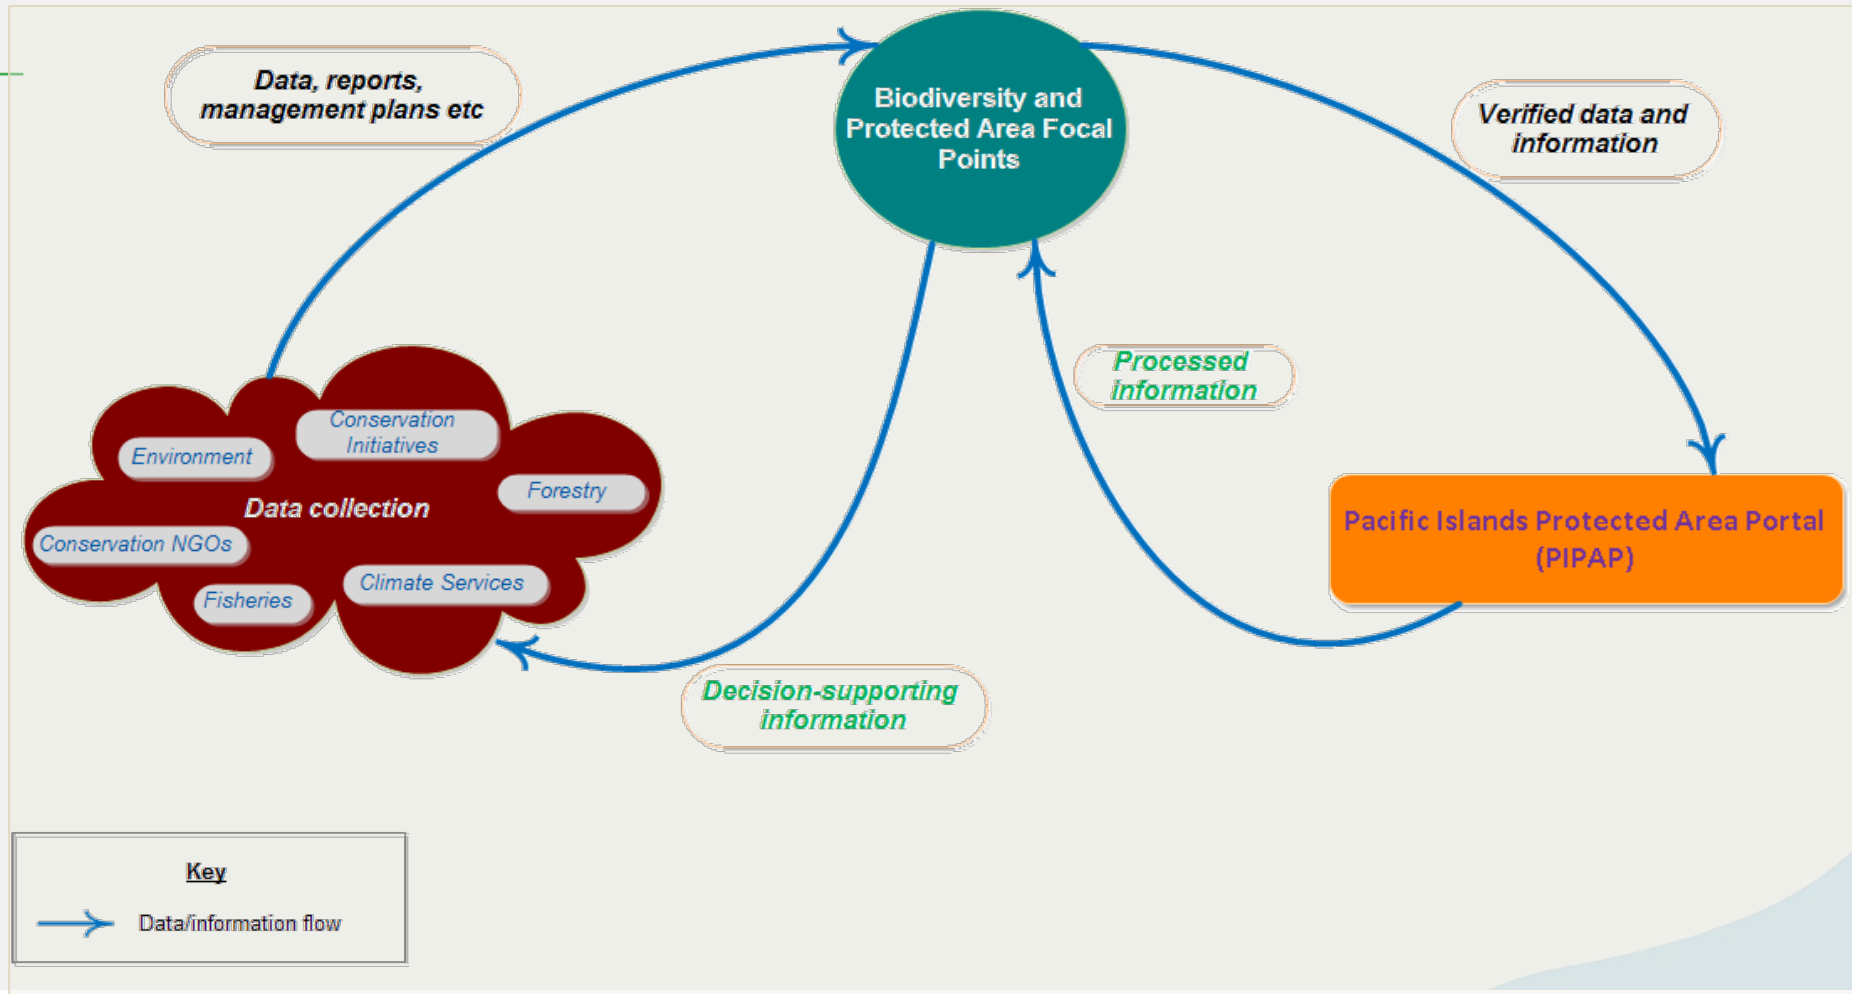 Data, reports,
management plans etc
Biodiversity and
Protected Area Focal
Points
Verified data and
information
Processed
information
Conservation
Initiatives
Environment
Forestry
Data collection
Conservation NGOs
Climate Services
Fisheries
Pacific Islands Protected Area Portal
(PIPAP)
Decision-supporting
information
Key
Data/information flow